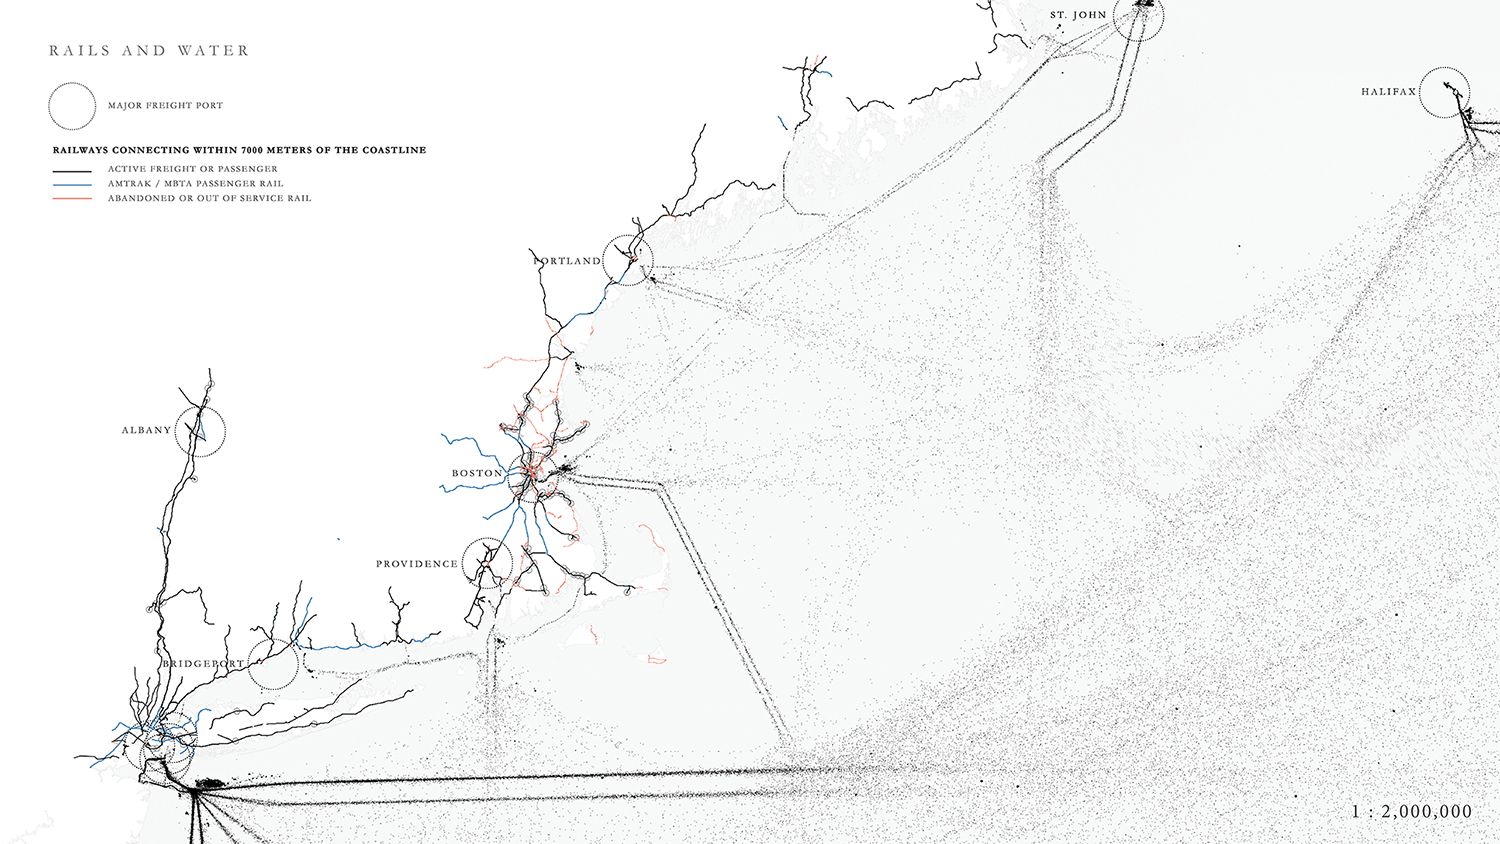 RAILS AND WATER
MAJOR FREIGHT PORT
RAILWAYS CONNECTING WITHIN 7000 METERS OF THE COASTLINE
ACTIVE FREIGHT OR PASSENGER
AMTRAK / MBTA PASSENGER RAIL
ABANDONED OR OUT OF SERVICE RAIL
ST. JOHN
HALIFAX
PORTLAND
ALBANY
BOSTON
PROVIDENCE
BRIDGEPORT
1 : 2,000,000